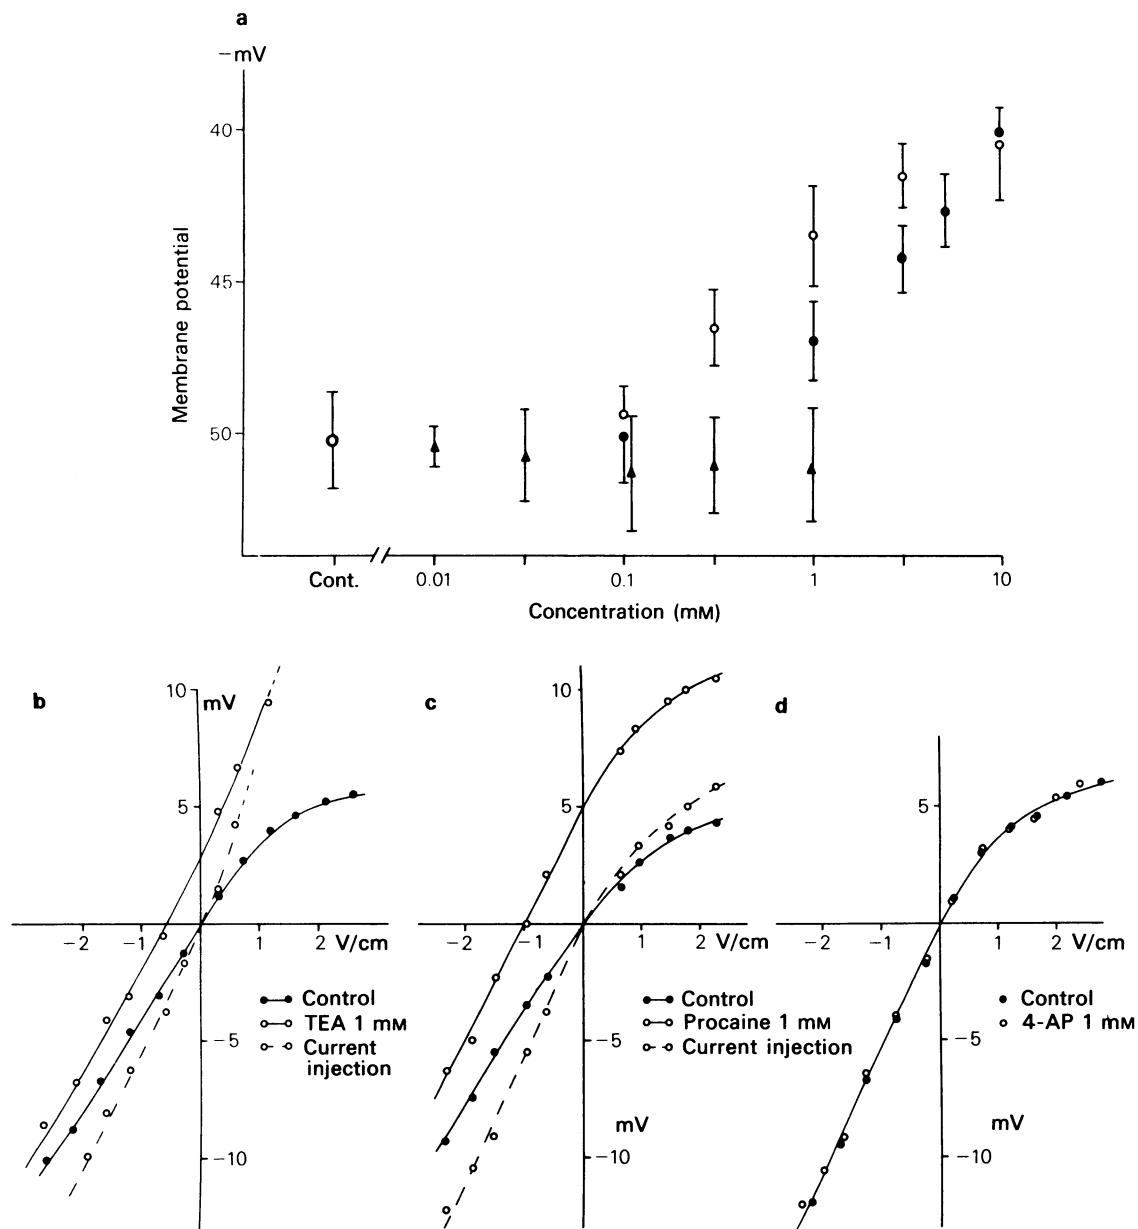 a
−mV
40
45
50
Membrane potential
Cont. 0.01 0.1 1 10
Concentration (mM)
b
10 mV
5
−2 −1 1 2 V/cm
Control
TEA 1 mM
Current
injection
−5
−10
c
10
5
−2 −1 1 2 V/cm
Control
Procaine 1 mM
Current injection
−5
mV
−10
d
5
−2 −1 1 2 V/cm
Control
4-AP 1 mM
−5
mV
−10